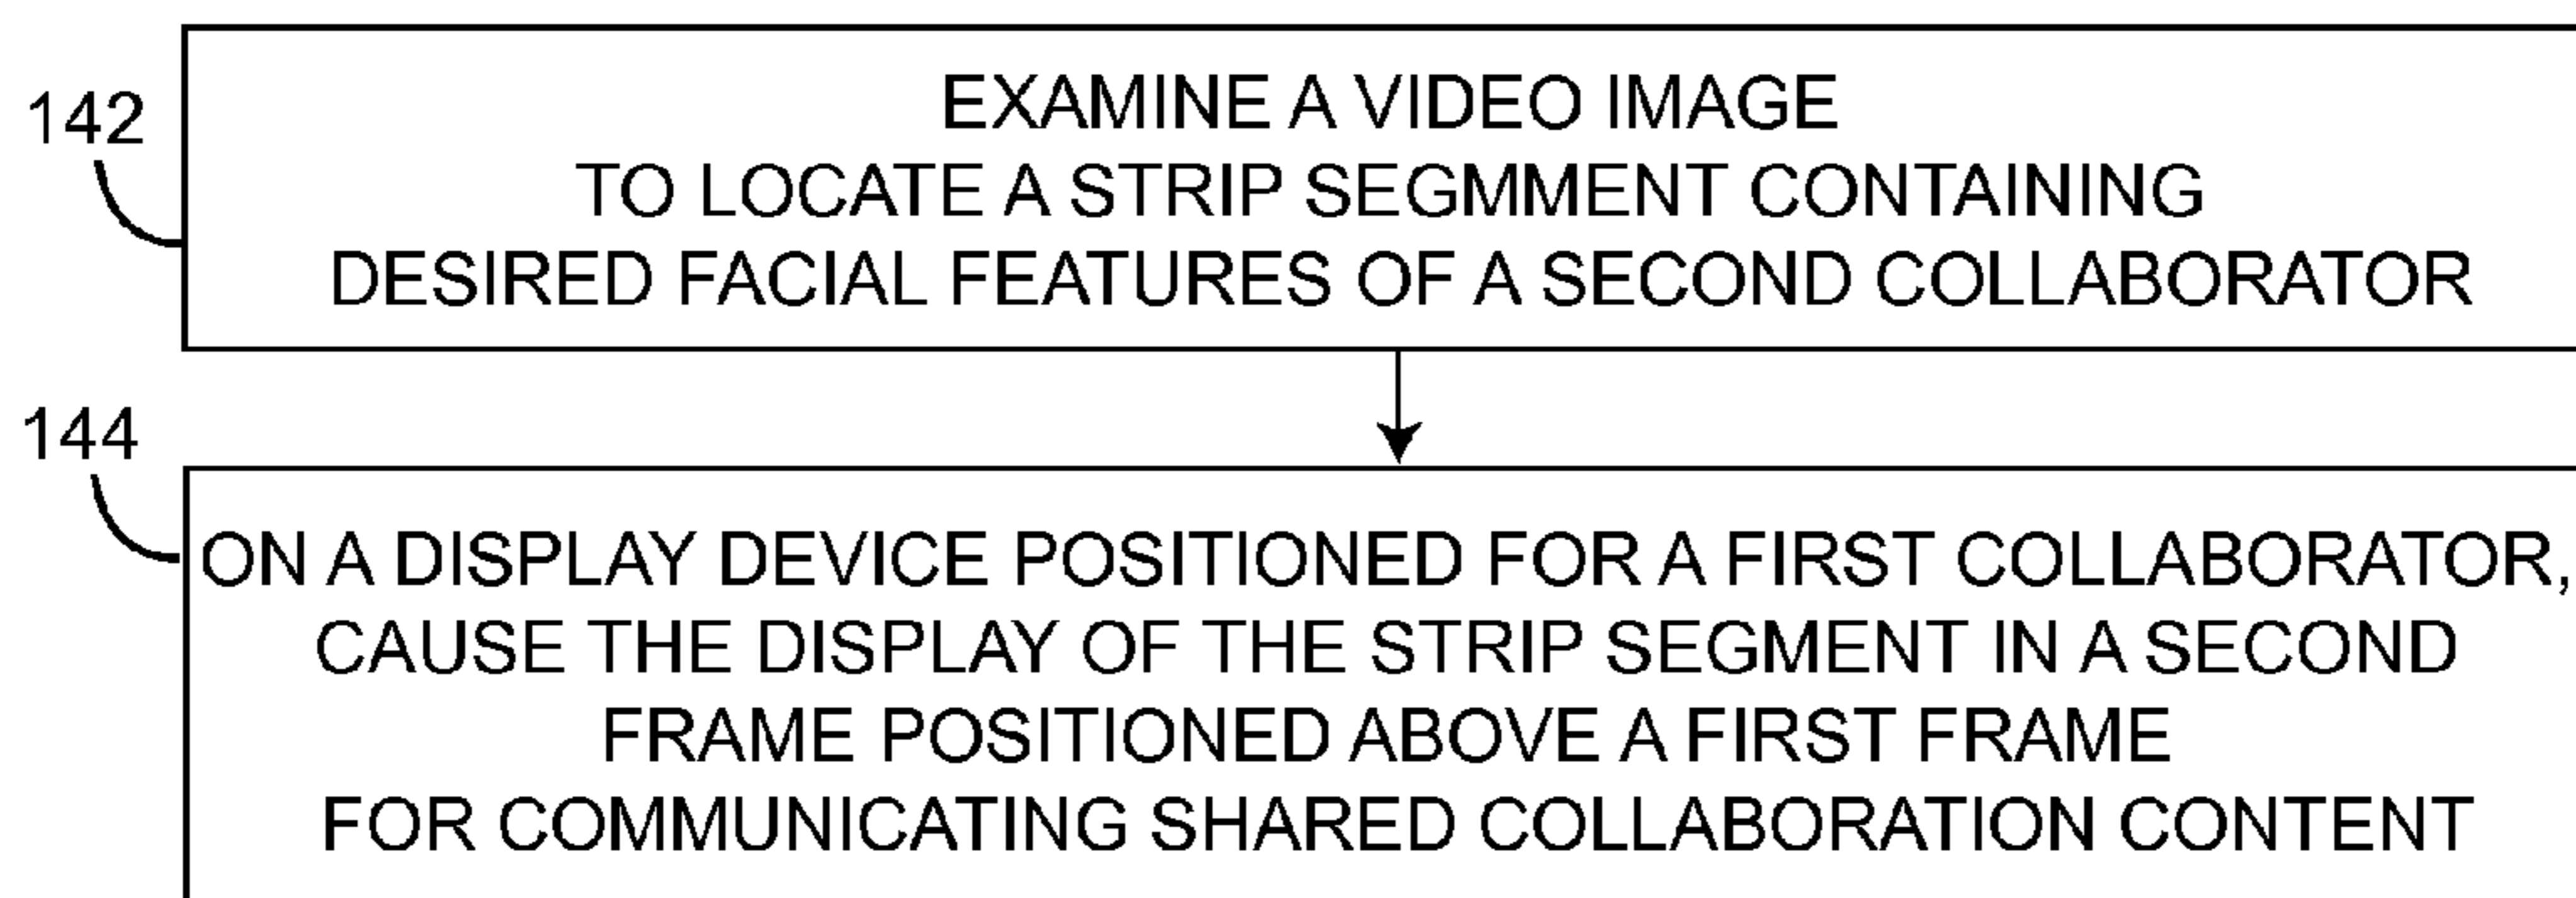 142
EXAMINE A VIDEO IMAGE
TO LOCATE A STRIP SEGMMENT CONTAINING
DESIRED FACIAL FEATURES OF A SECOND COLLABORATOR
144
ON A DISPLAY DEVICE POSITIONED FOR A FIRST COLLABORATOR,
CAUSE THE DISPLAY OF THE STRIP SEGMENT IN A SECOND
FRAME POSITIONED ABOVE A FIRST FRAME
FOR COMMUNICATING SHARED COLLABORATION CONTENT